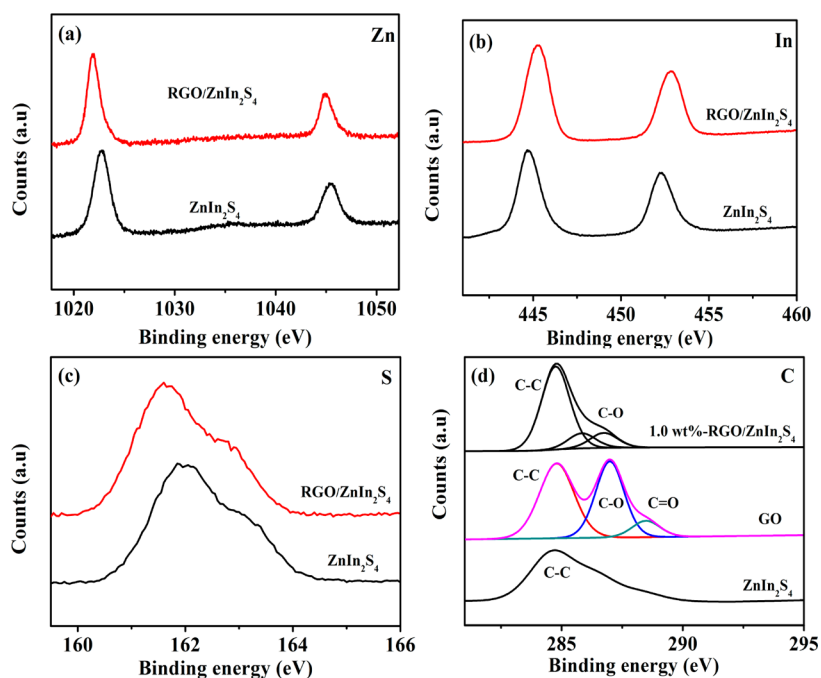 (a)
Zn
RGO/ZnIn₂S₄
ZnIn₂S₄
Counts (a.u)
1020
1030
1040
1050
Binding energy (eV)
(b)
In
RGO/ZnIn₂S₄
ZnIn₂S₄
Counts (a.u)
445
450
455
460
Binding energy (eV)
(c)
S
RGO/ZnIn₂S₄
ZnIn₂S₄
Counts (a.u)
160
162
164
166
Binding energy (eV)
(d)
C
C-C
C-O
1.0 wt%-RGO/ZnIn₂S₄
C-C
C-O
C=O
GO
C-C
ZnIn₂S₄
Counts (a.u)
285
290
295
Binding energy (eV)